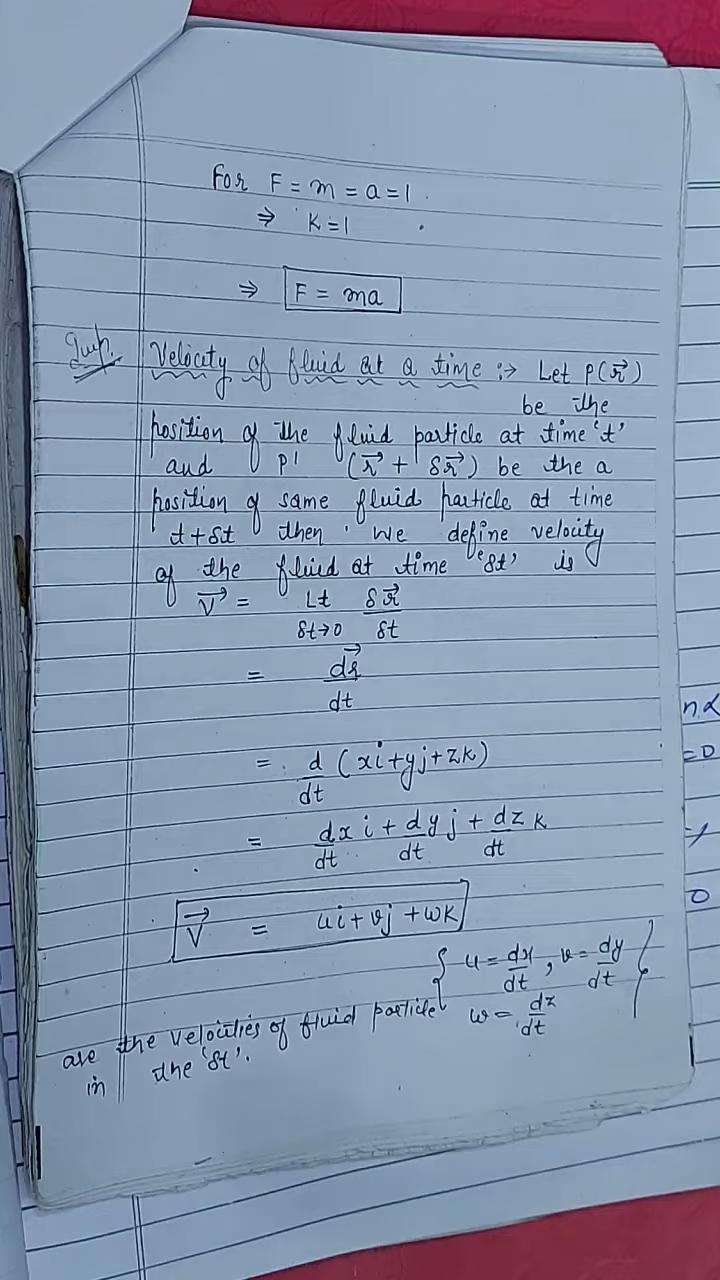 For F = m = a = 1.
⇒ K = 1
⇒ F = ma
Imp. Velocity of fluid at a time :→ Let P(r⃗)
be the
position of the fluid particle at time 't'
and P' (r⃗ + δr⃗) be the a
position of same fluid particle at time
t+δt then we define velocity
of the fluid at time 'δt' is
V⃗ = Lt δr⃗
δt→0 δt
= dr⃗
dt
= d (xi+yj+zk)
dt
= dx i + dy j + dz k
dt dt dt
V⃗ = ui + vj + wk
{ u = dx , v = dy }
dt dt
are the velocities of fluid particle w = dz
dt
in the 'δt'.
nα
=0
0